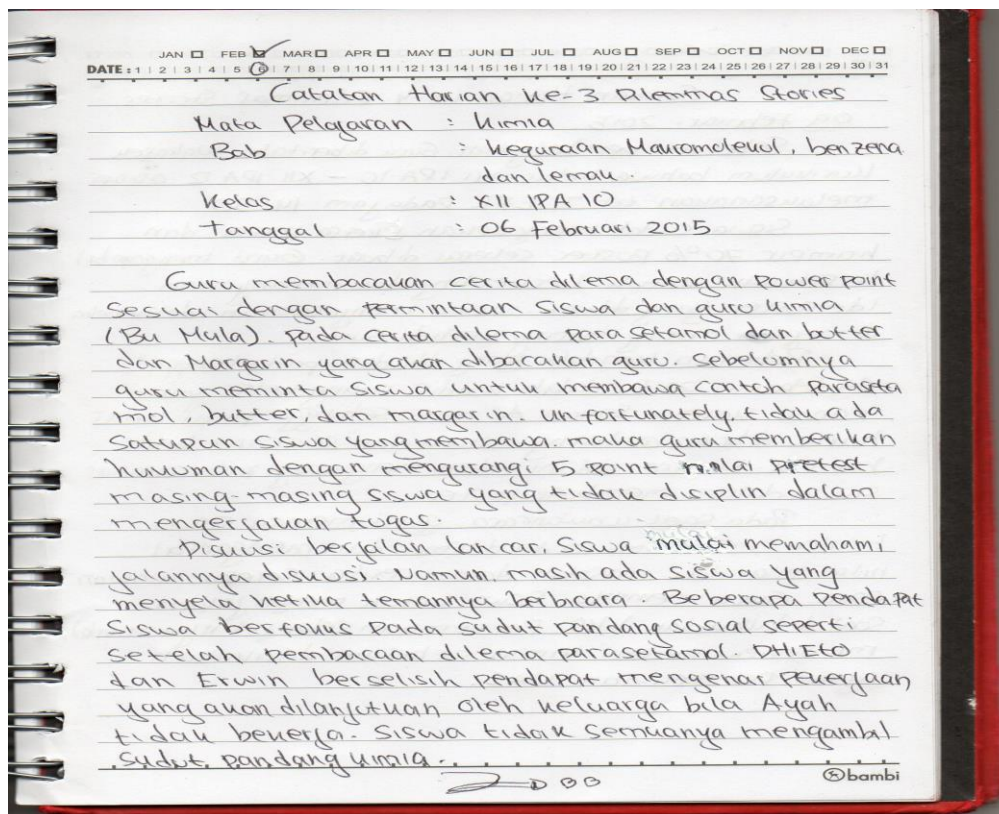 JAN FEB MAR APR MAY JUN JUL AUG SEP OCT NOV DEC
DATE : 1 | 2 | 3 | 4 | 5 | 6 | 7 | 8 | 9 | 10 | 11 | 12 | 13 | 14 | 15 | 16 | 17 | 18 | 19 | 20 | 21 | 22 | 23 | 24 | 25 | 26 | 27 | 28 | 29 | 30 | 31
Catatan Harian ke-3 Dilemmas Stories
Mata Pelajaran : Kimia
Bab : Kegunaan Makromolekul, benzena
dan lemak.
Kelas : XII IPA 10
Tanggal : 06 Februari 2015
Guru membacakan cerita dilema dengan power point
sesuai dengan permintaan siswa dan guru kimia
(Bu Mula). Pada cerita dilema parasetamol dan butter
dan Margarin yang akan dibacakan guru. Sebelumnya
guru meminta siswa untuk membawa contoh paraseta
mol, butter, dan margarin. Unfortunately, tidak ada
satupun siswa yang membawa. maka guru memberikan
hukuman dengan mengurangi 5 point nilai pretest
masing-masing siswa yang tidak disiplin dalam
mengerjakan tugas.
Diskusi berjalan lancar, siswa mulai memahami
jalannya diskusi. Namun, masih ada siswa yang
menyela ketika temannya berbicara. Beberapa pendapat
siswa berfokus pada sudut pandang sosial seperti
setelah pembacaan dilema parasetamol. DHIETO
dan Erwin berselisih pendapat mengenai pekerjaan
yang akan dilanjutkan oleh keluarga bila Ayah
tidak bekerja. Siswa tidak semuanya mengambil
sudut pandang kimia.
bambi